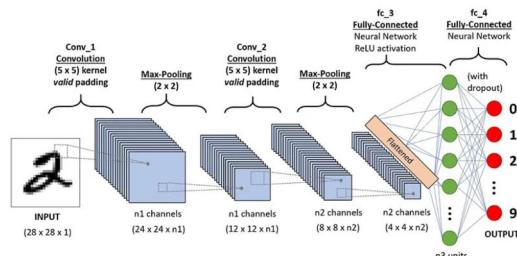 fc_3
Fully-Connected
Neural Network
ReLU activation
fc_4
Fully-Connected
Neural Network
Conv_1
Convolution
(5 x 5) kernel
valid padding
Max-Pooling
(2 x 2)
Conv_2
Convolution
(5 x 5) kernel
valid padding
Max-Pooling
(2 x 2)
(with
dropout)
Flattened
0
1
2
9
INPUT
(28 x 28 x 1)
n1 channels
(24 x 24 x n1)
n1 channels
(12 x 12 x n1)
n2 channels
(8 x 8 x n2)
n2 channels
(4 x 4 x n2)
OUTPUT
n3 units